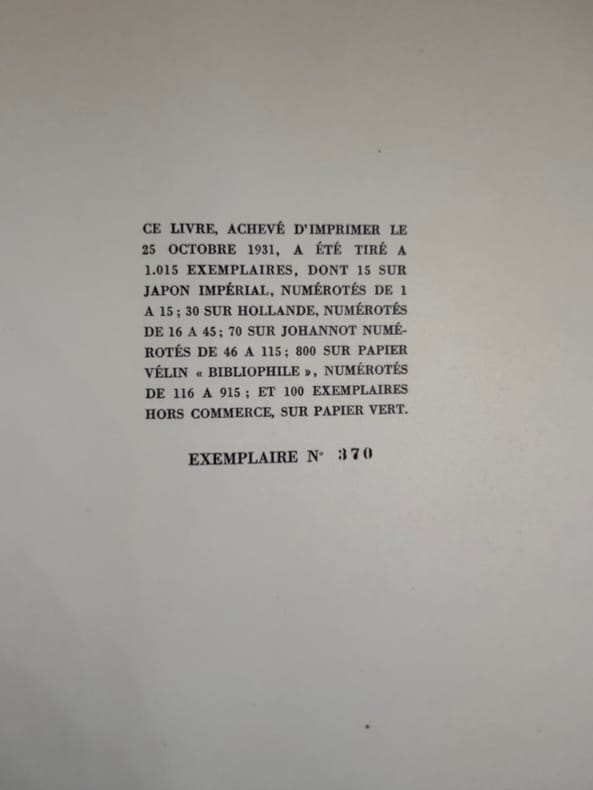 CE LIVRE, ACHEVÉ D'IMPRIMER LE
25 OCTOBRE 1931, A ÉTÉ TIRÉ A
1.015 EXEMPLAIRES, DONT 15 SUR
JAPON IMPÉRIAL, NUMÉROTÉS DE 1
A 15 ; 30 SUR HOLLANDE, NUMÉROTÉS
DE 16 A 45 ; 70 SUR JOHANNOT NUMÉ-
ROTÉS DE 46 A 115 ; 800 SUR PAPIER
VÉLIN « BIBLIOPHILE », NUMÉROTÉS
DE 116 A 915 ; ET 100 EXEMPLAIRES
HORS COMMERCE, SUR PAPIER VERT.
EXEMPLAIRE N° 370